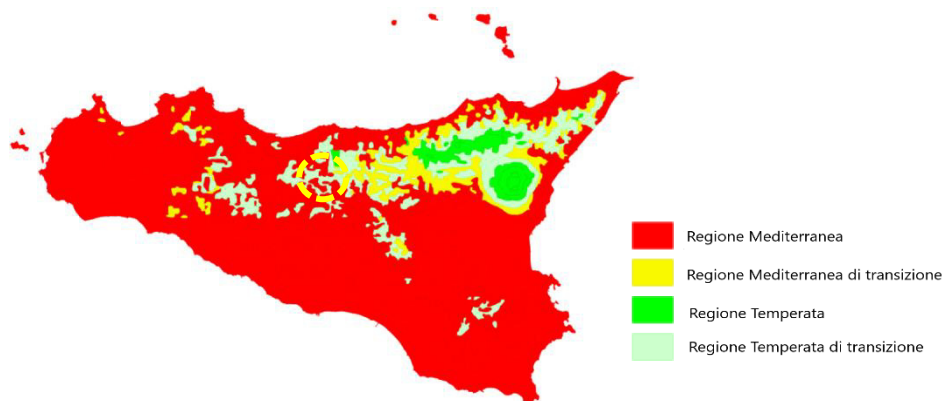 Regione Mediterranea
Regione Mediterranea di transizione
Regione Temperata
Regione Temperata di transizione